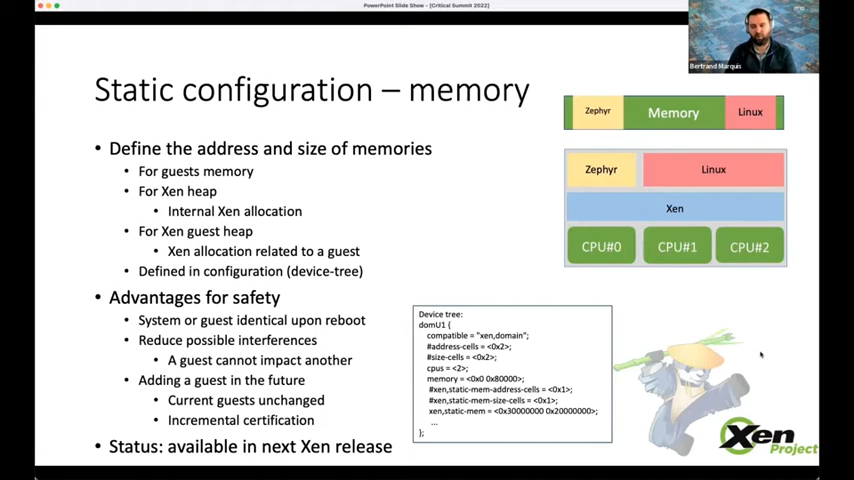 PowerPoint Slide Show - [Critical Summit 2022]
Bertrand Marquis
Static configuration – memory
• Define the address and size of memories
• For guests memory
• For Xen heap
• Internal Xen allocation
• For Xen guest heap
• Xen allocation related to a guest
• Defined in configuration (device-tree)
• Advantages for safety
• System or guest identical upon reboot
• Reduce possible interferences
• A guest cannot impact another
• Adding a guest in the future
• Current guests unchanged
• Incremental certification
• Status: available in next Xen release
Zephyr Memory Linux
Zephyr Linux
Xen
CPU#0 CPU#1 CPU#2
Device tree:
domU1 {
compatible = "xen,domain";
#address-cells = <0x2>;
#size-cells = <0x2>;
cpus = <2>;
memory = <0x0 0x80000>;
#xen,static-mem-address-cells = <0x1>;
#xen,static-mem-size-cells = <0x1>;
xen,static-mem = <0x30000000 0x20000000>;
...
};
Xen
Project